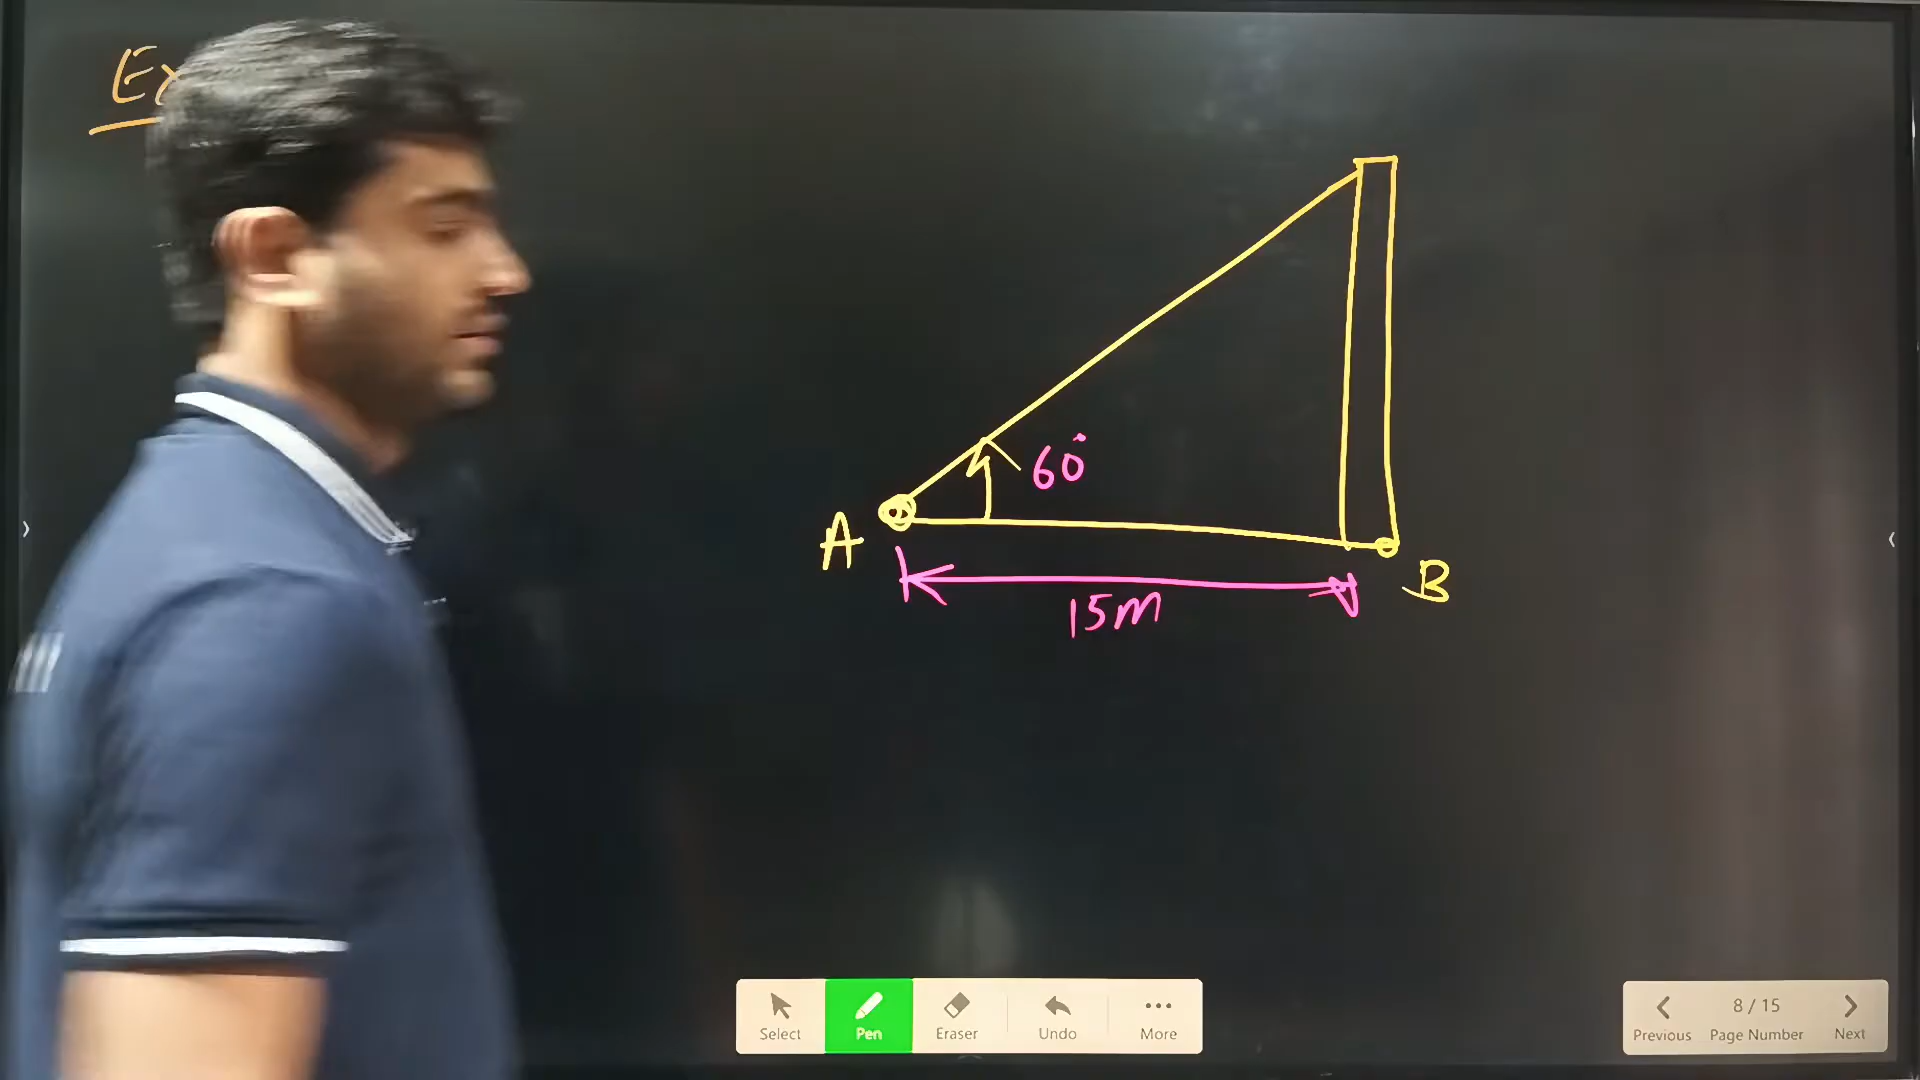 60°
A
B
15m
Select
Pen
Eraser
Undo
More
Previous
8 / 15
Page Number
Next